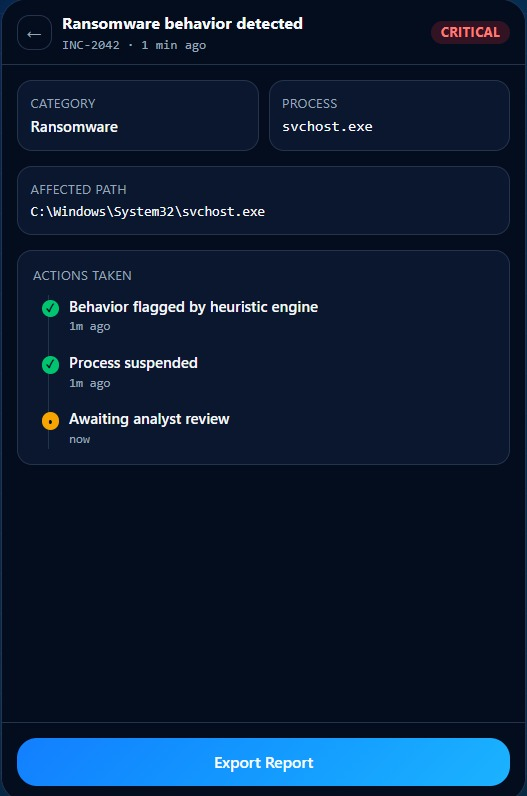 ←
Ransomware behavior detected
INC-2042 · 1 min ago
CRITICAL
CATEGORY
Ransomware
PROCESS
svchost.exe
AFFECTED PATH
C:\Windows\System32\svchost.exe
ACTIONS TAKEN
Behavior flagged by heuristic engine
1m ago
Process suspended
1m ago
Awaiting analyst review
now
Export Report